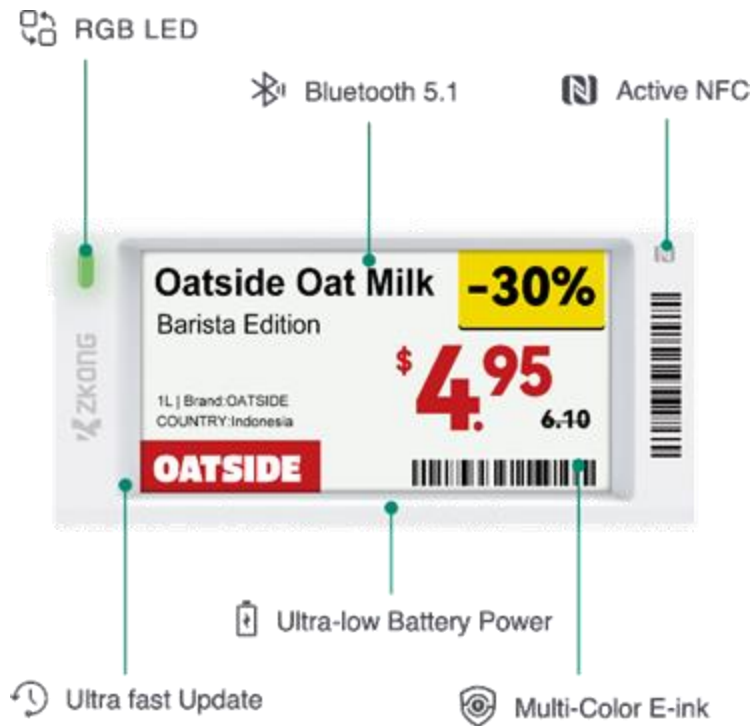 RGB LED
Bluetooth 5.1
Active NFC
Oatside Oat Milk
-30%
Barista Edition
$4.95
6.10
1L | Brand:OATSIDE
COUNTRY:Indonesia
OATSIDE
ZKONG
Ultra-low Battery Power
Ultra fast Update
Multi-Color E-ink